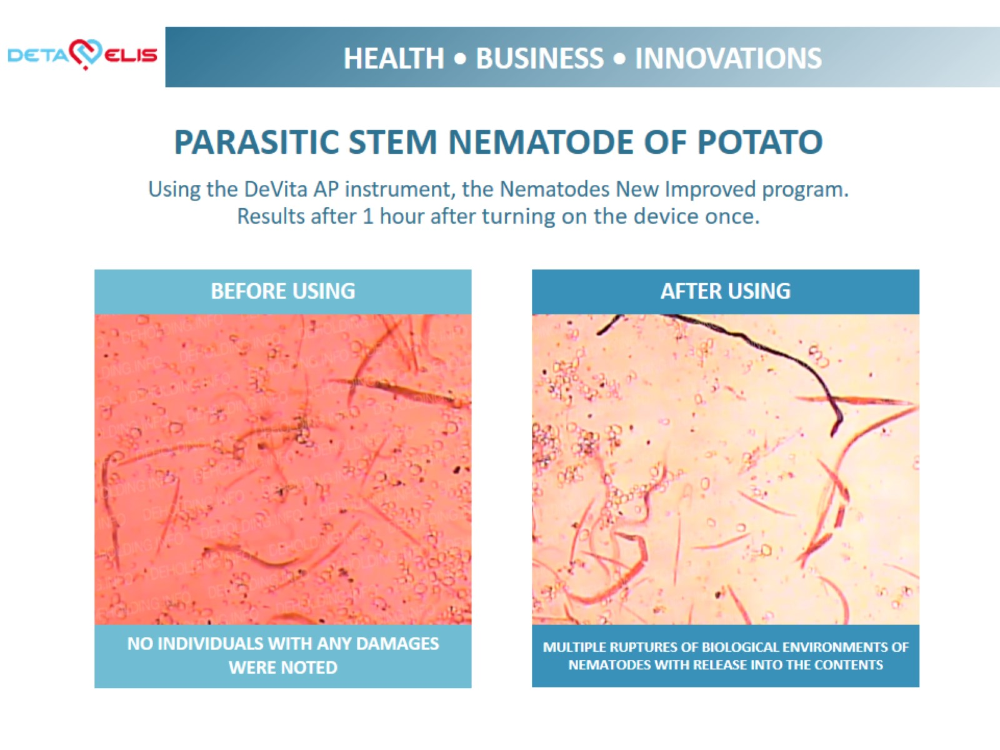 DETA ELIS
HEALTH • BUSINESS • INNOVATIONS
PARASITIC STEM NEMATODE OF POTATO
Using the DeVita AP instrument, the Nematodes New Improved program.
Results after 1 hour after turning on the device once.
BEFORE USING
DEHOLDING.INFO
NO INDIVIDUALS WITH ANY DAMAGES
WERE NOTED
AFTER USING
MULTIPLE RUPTURES OF BIOLOGICAL ENVIRONMENTS OF
NEMATODES WITH RELEASE INTO THE CONTENTS